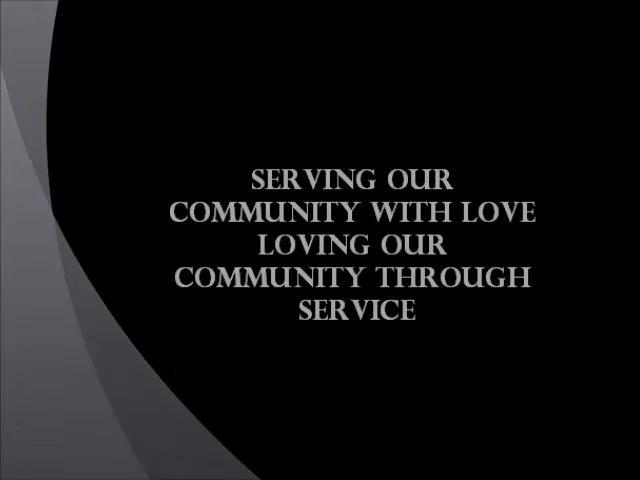 SERVING OUR
COMMUNITY WITH LOVE
LOVING OUR
COMMUNITY THROUGH
SERVICE